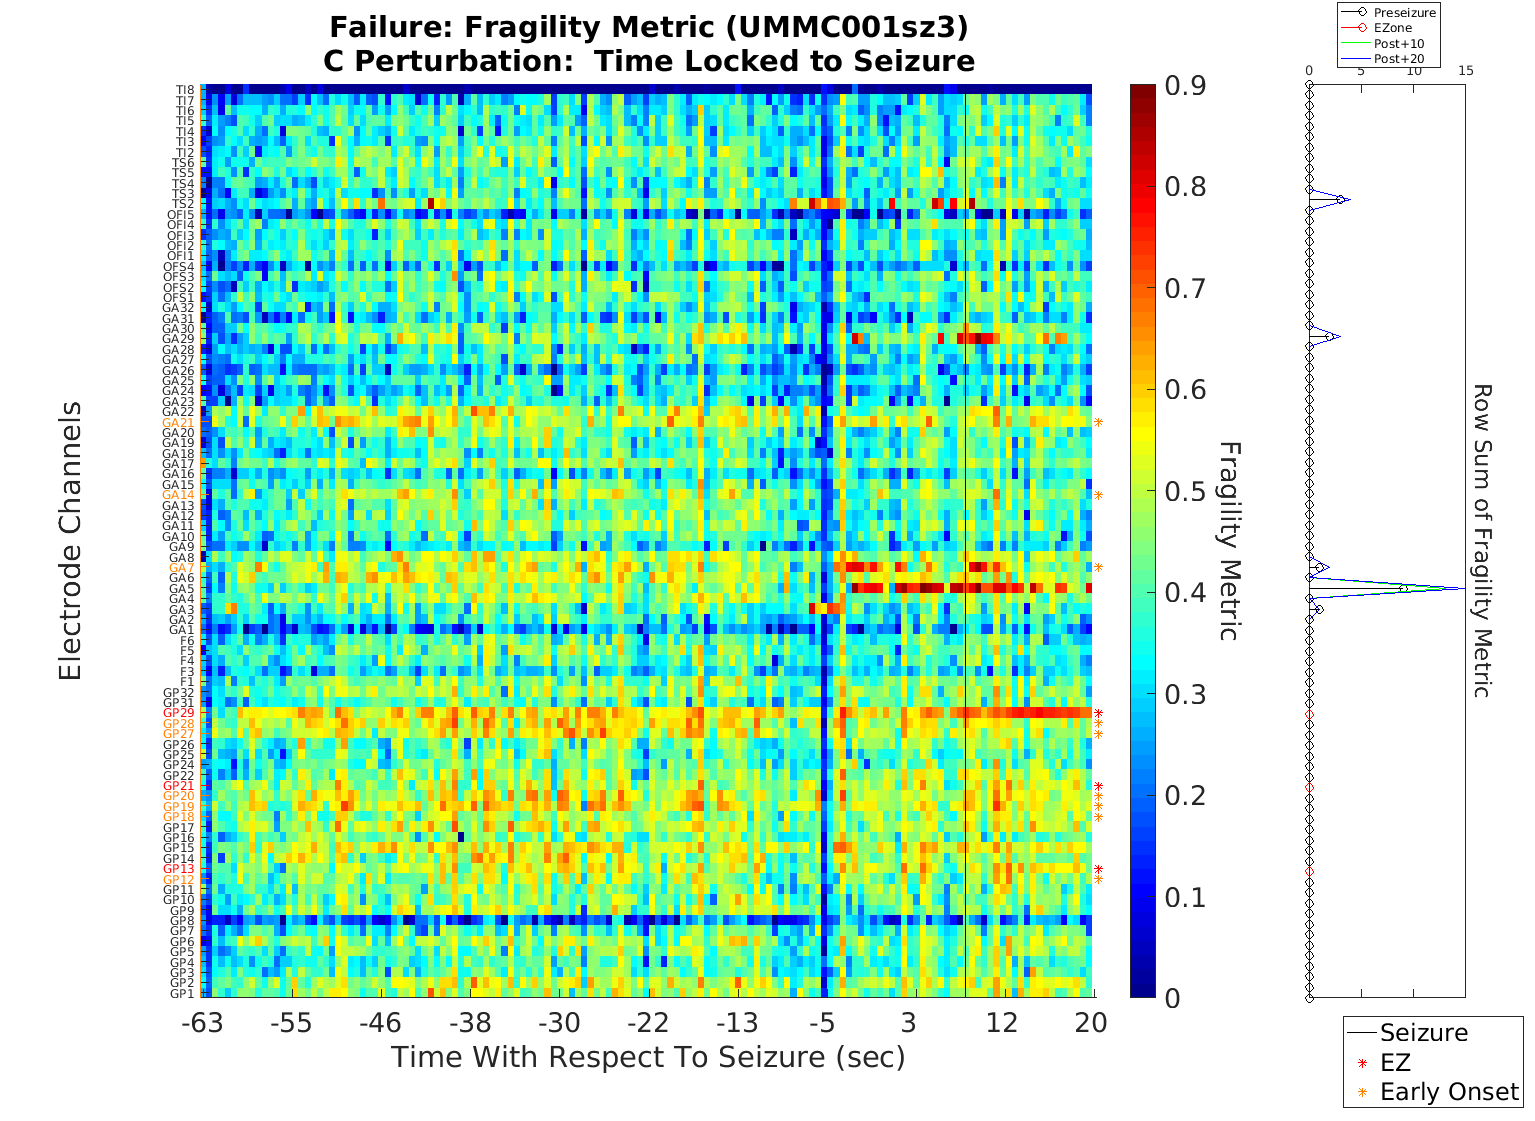 Failure: Fragility Metric (UMMC001sz3)
C Perturbation:  Time Locked to Seizure
Electrode Channels
TI8
TI7
TI6
TI5
TI4
TI3
TI2
TS6
TS5
TS4
TS3
TS2
OFI5
OFI4
OFI3
OFI2
OFI1
OFS4
OFS3
OFS2
OFS1
GA32
GA31
GA30
GA29
GA28
GA27
GA26
GA25
GA24
GA23
GA22
GA21
GA20
GA19
GA18
GA17
GA16
GA15
GA14
GA13
GA12
GA11
GA10
GA9
GA8
GA7
GA6
GA5
GA4
GA3
GA2
GA1
F6
F5
F4
F3
F1
GP32
GP31
GP29
GP28
GP27
GP26
GP25
GP24
GP22
GP21
GP20
GP19
GP18
GP17
GP16
GP15
GP14
GP13
GP12
GP11
GP10
GP9
GP8
GP7
GP6
GP5
GP4
GP3
GP2
GP1
-63 -55 -46 -38 -30 -22 -13 -5 3 12 20
Time With Respect To Seizure (sec)
0.9
0.8
0.7
0.6
0.5
0.4
0.3
0.2
0.1
0
Fragility Metric
Preseizure
EZone
Post+10
Post+20
0 5 10 15
Row Sum of Fragility Metric
Seizure
EZ
Early Onset